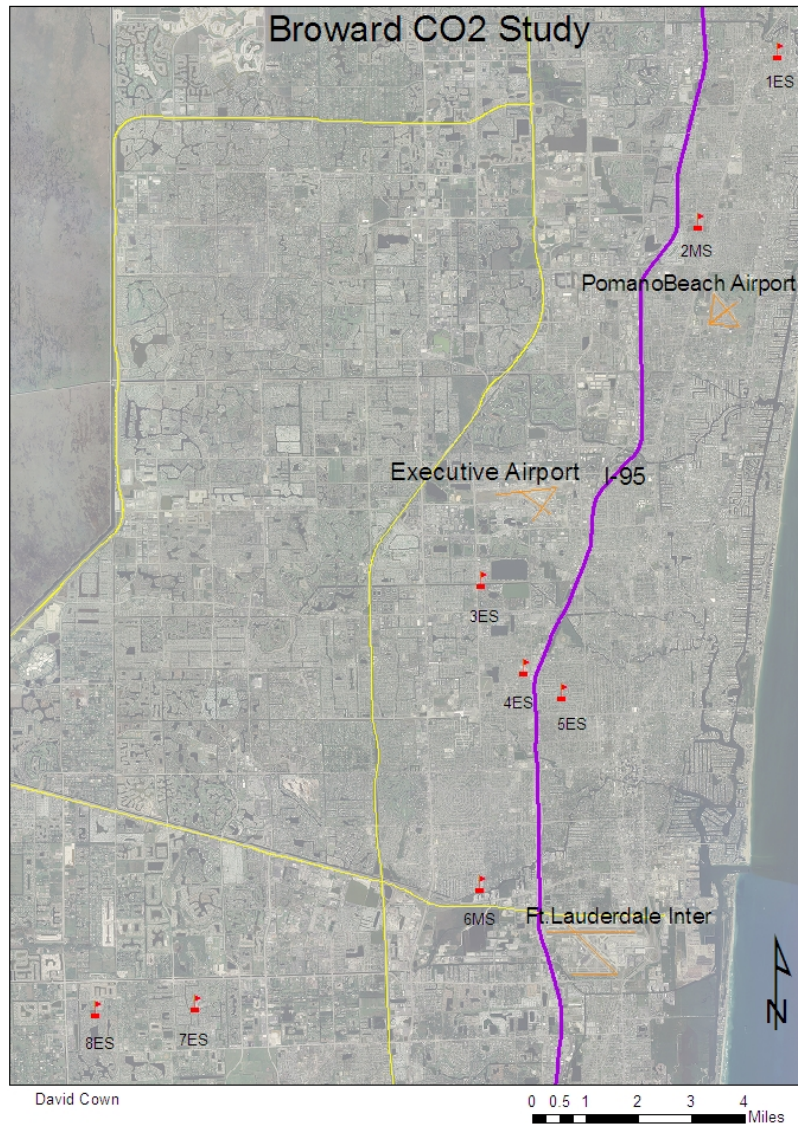 Broward CO2 Study
1ES
2MS
PomanoBeach Airport
Executive Airport
I-95
3ES
4ES
5ES
6MS
Ft.Lauderdale Inter
7ES
8ES
N
David Cown
0 0.5 1 2 3 4
Miles